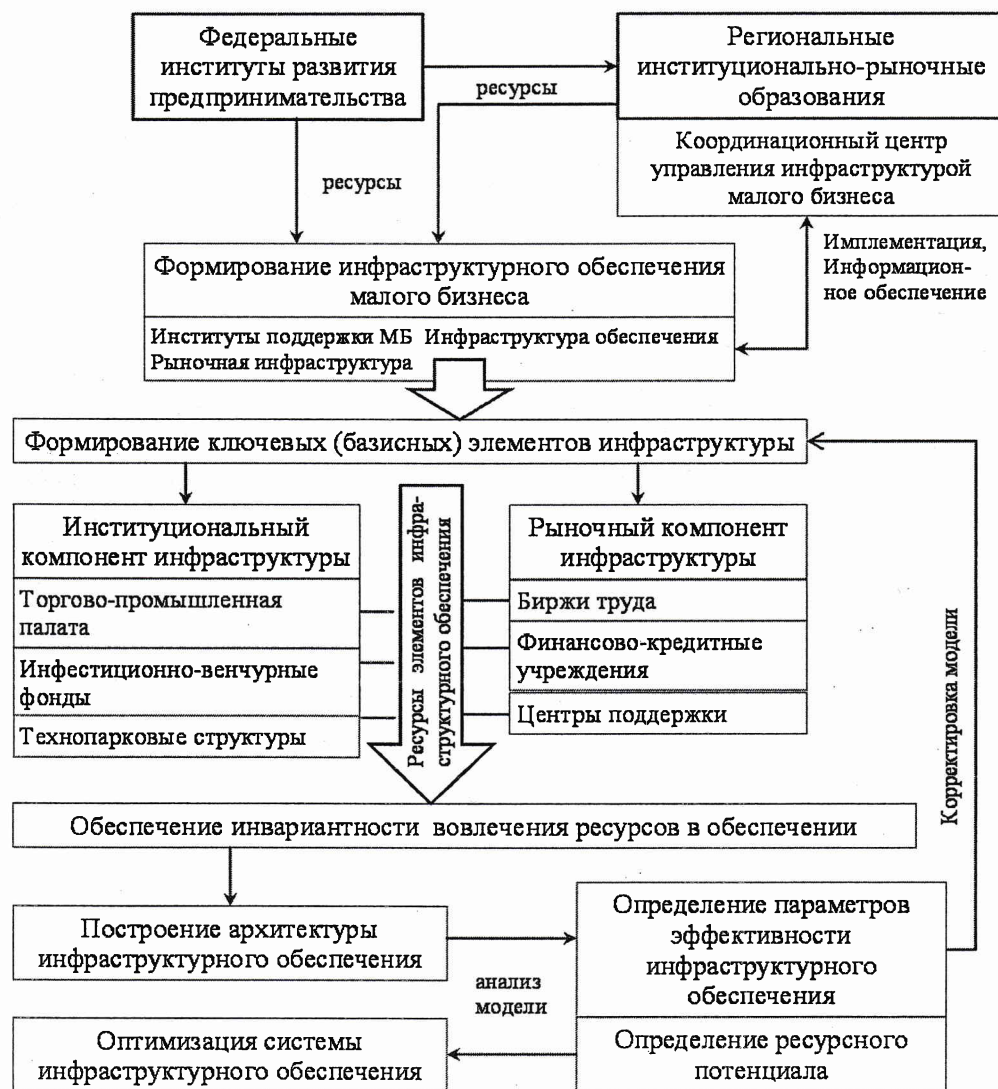 Федеральные
институты развития
предпринимательства
Региональные
институционально-рыночные
образования
ресурсы
Координационный центр
управления инфраструктурой
малого бизнеса
ресурсы
Имплементация,
Информацион-
ное обеспечение
Формирование инфраструктурного обеспечения
малого бизнеса
Институты поддержки МБ Инфраструктура обеспечения
Рыночная инфраструктура
Формирование ключевых (базисных) элементов инфраструктуры
Институциональный
компонент инфраструктуры
Торгово-промышленная
палата
Инфестиционно-венчурные
фонды
Технопарковые структуры
Ресурсы элементов инфра-
структурного обеспечения
Рыночный компонент
инфраструктуры
Биржи труда
Финансово-кредитные
учреждения
Центры поддержки
Корректировка модели
Обеспечение инвариантности вовлечения ресурсов в обеспечении
Построение архитектуры
инфраструктурного обеспечения
Определение параметров
эффективности
инфраструктурного
обеспечения
анализ
модели
Оптимизация системы
инфраструктурного обеспечения
Определение ресурсного
потенциала